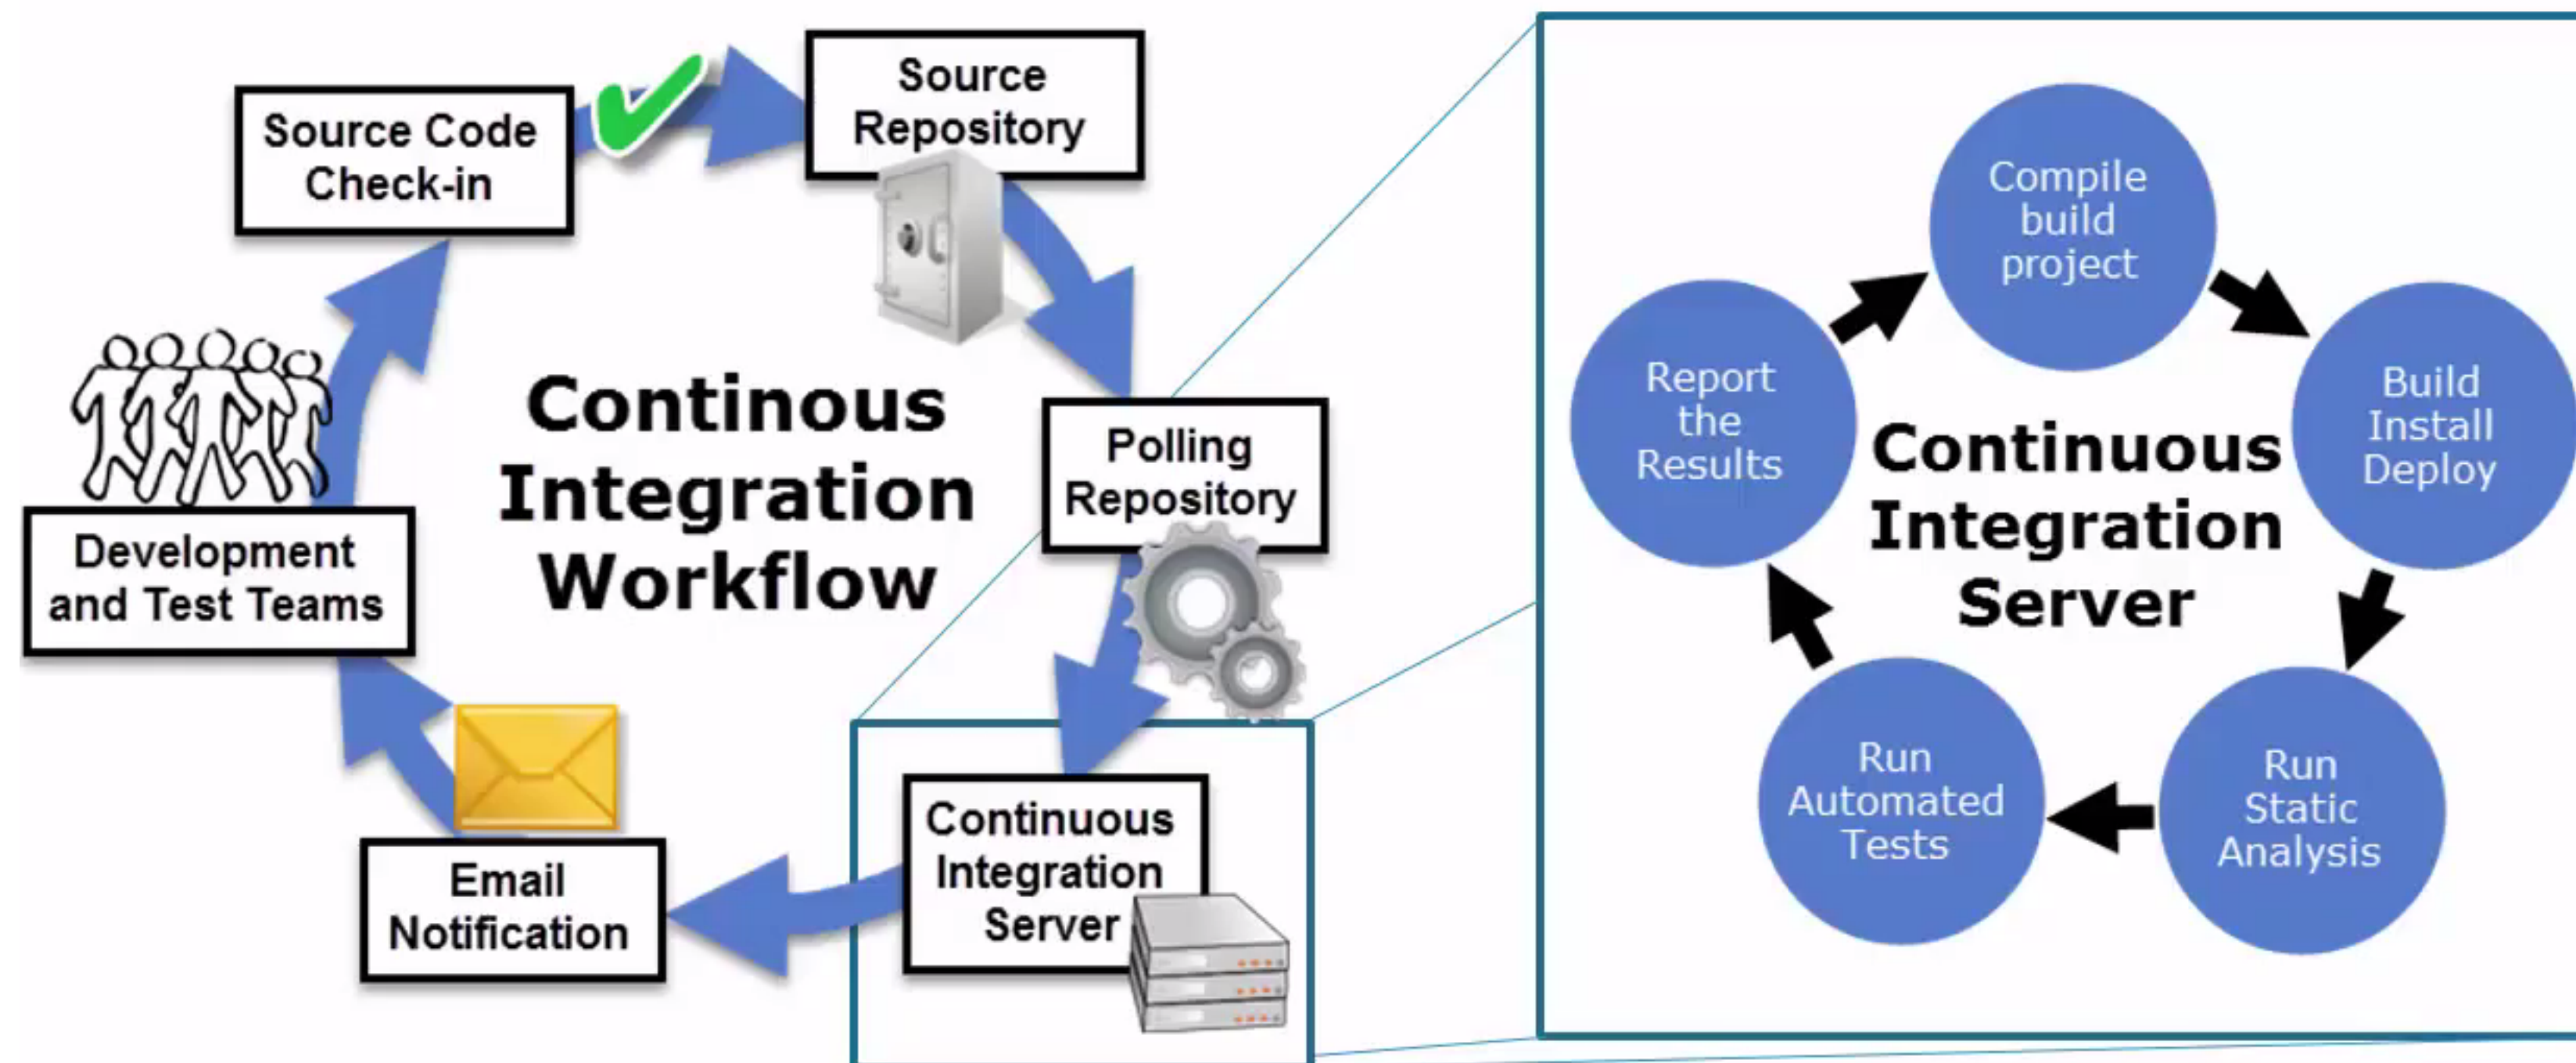 Source Code
Check-in
Source
Repository
Polling
Repository
Continuous
Integration
Server
Email
Notification
Development
and Test Teams
Continous
Integration
Workflow
Compile
build
project
Build
Install
Deploy
Run
Static
Analysis
Run
Automated
Tests
Report
the
Results
Continuous
Integration
Server